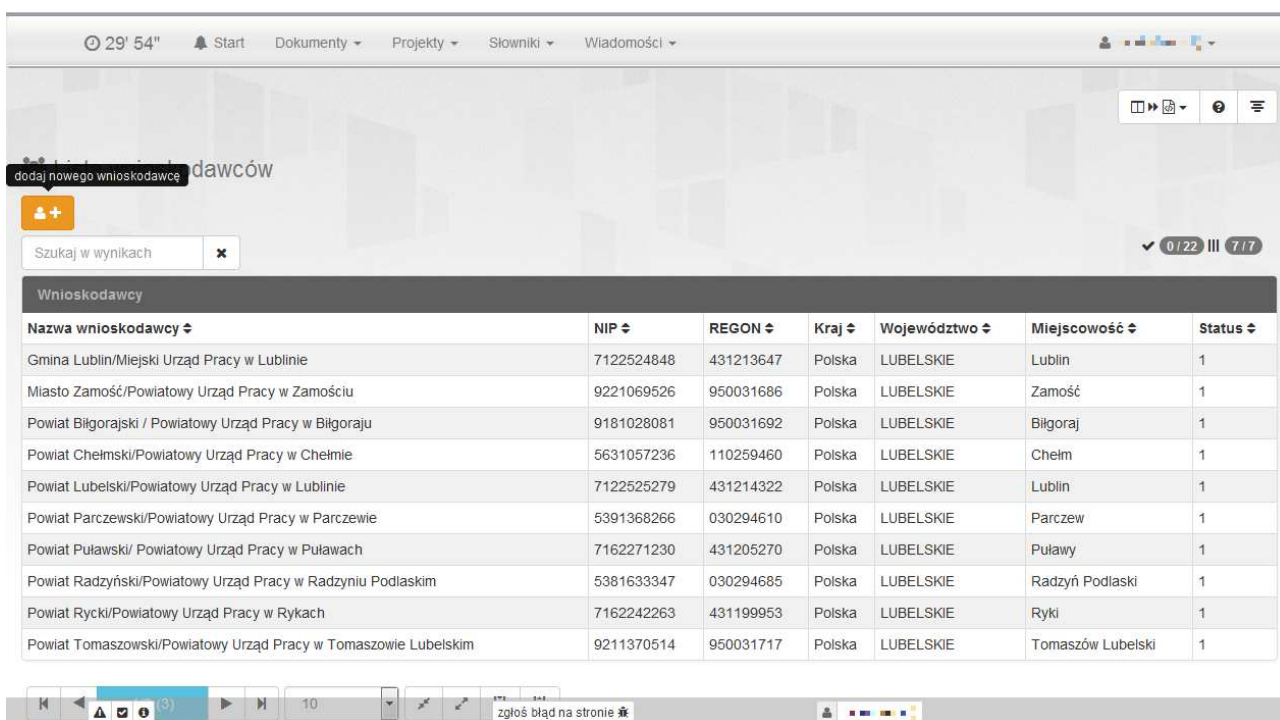 29' 54" Start Dokumenty Projekty Słowniki Wiadomości
dawców
dodaj nowego wnioskodawcę
Szukaj w wynikach
0 / 22 7 / 7
Wnioskodawcy
Nazwa wnioskodawcy NIP REGON Kraj Województwo Miejscowość Status
Gmina Lublin/Miejski Urząd Pracy w Lublinie 7122524848 431213647 Polska LUBELSKIE Lublin 1
Miasto Zamość/Powiatowy Urząd Pracy w Zamościu 9221069526 950031686 Polska LUBELSKIE Zamość 1
Powiat Biłgorajski / Powiatowy Urząd Pracy w Biłgoraju 9181028081 950031692 Polska LUBELSKIE Biłgoraj 1
Powiat Chełmski/Powiatowy Urząd Pracy w Chełmie 5631057236 110259460 Polska LUBELSKIE Chełm 1
Powiat Lubelski/Powiatowy Urząd Pracy w Lublinie 7122525279 431214322 Polska LUBELSKIE Lublin 1
Powiat Parczewski/Powiatowy Urząd Pracy w Parczewie 5391368266 030294610 Polska LUBELSKIE Parczew 1
Powiat Puławski/ Powiatowy Urząd Pracy w Puławach 7162271230 431205270 Polska LUBELSKIE Puławy 1
Powiat Radzyński/Powiatowy Urząd Pracy w Radzyniu Podlaskim 5381633347 030294685 Polska LUBELSKIE Radzyń Podlaski 1
Powiat Rycki/Powiatowy Urząd Pracy w Rykach 7162242263 431199953 Polska LUBELSKIE Ryki 1
Powiat Tomaszowski/Powiatowy Urząd Pracy w Tomaszowie Lubelskim 9211370514 950031717 Polska LUBELSKIE Tomaszów Lubelski 1
(3) 10
zgłoś błąd na stronie